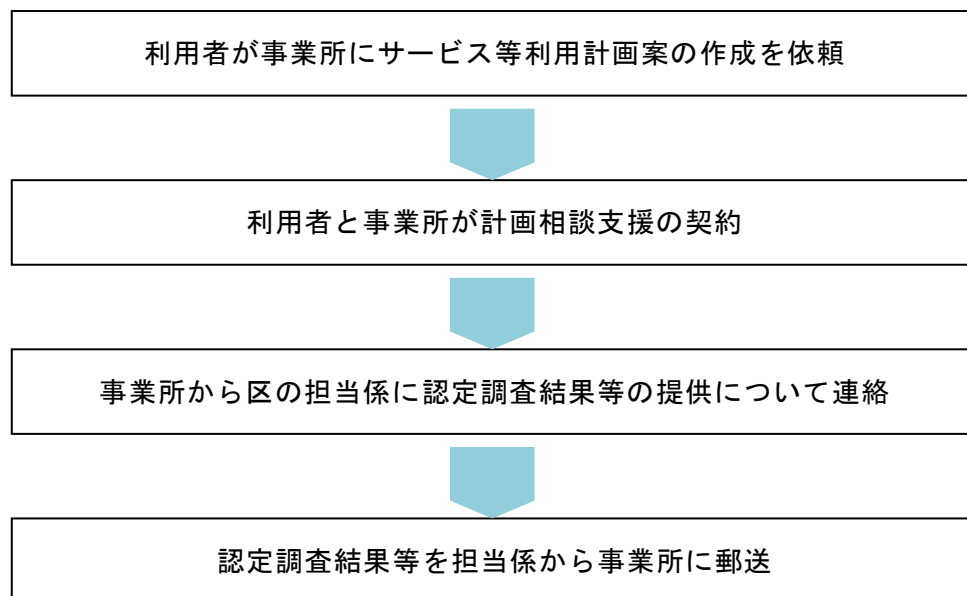 利用者が事業所にサービス等利用計画案の作成を依頼
利用者と事業所が計画相談支援の契約
事業所から区の担当係に認定調査結果等の提供について連絡
認定調査結果等を担当係から事業所に郵送